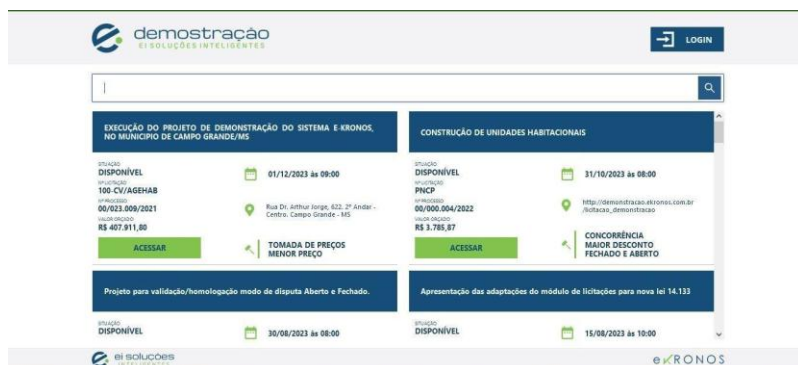 demostração
EI SOLUÇÕES INTELIGENTES
LOGIN
EXECUÇÃO DO PROJETO DE DEMONSTRAÇÃO DO SISTEMA E-KRONOS,
NO MUNICIPIO DE CAMPO GRANDE/MS
SITUAÇÃO
DISPONÍVEL
Nº LICITAÇÃO
100-CV/AGEHAB
Nº PROCESSO
00/023.009/2021
VALOR ORÇADO
R$ 407.911,80
ACESSAR
01/12/2023 às 09:00
Rua Dr. Arthur Jorge, 622. 2º Andar -
Centro. Campo Grande - MS
TOMADA DE PREÇOS
MENOR PREÇO
CONSTRUÇÃO DE UNIDADES HABITACIONAIS
SITUAÇÃO
DISPONÍVEL
Nº LICITAÇÃO
PNCP
Nº PROCESSO
00/000.004/2022
VALOR ORÇADO
R$ 3.785,87
ACESSAR
31/10/2023 às 08:00
http://demonstracao.ekronos.com.br
/licitacao_demonstracao
CONCORRÊNCIA
MAIOR DESCONTO
FECHADO E ABERTO
Projeto para validação/homologação modo de disputa Aberto e Fechado.
SITUAÇÃO
DISPONÍVEL
30/08/2023 às 08:00
Apresentação das adaptações do módulo de licitações para nova lei 14.133
SITUAÇÃO
DISPONÍVEL
15/08/2023 às 10:00
ei soluções
INTELIGENTES
eKRONOS